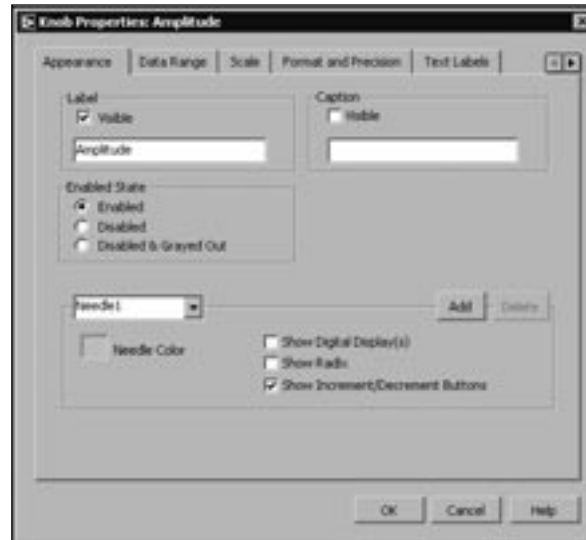 Knob Properties: Amplitude
Appearance
Data Range
Scale
Format and Precision
Text Labels
Label
Visible
Amplitude
Caption
Visible
Enabled State
Enabled
Disabled
Disabled & Grayed Out
Needle1
Add
Delete
Needle Color
Show Digital Display(s)
Show Radix
Show Increment/Decrement Buttons
OK
Cancel
Help